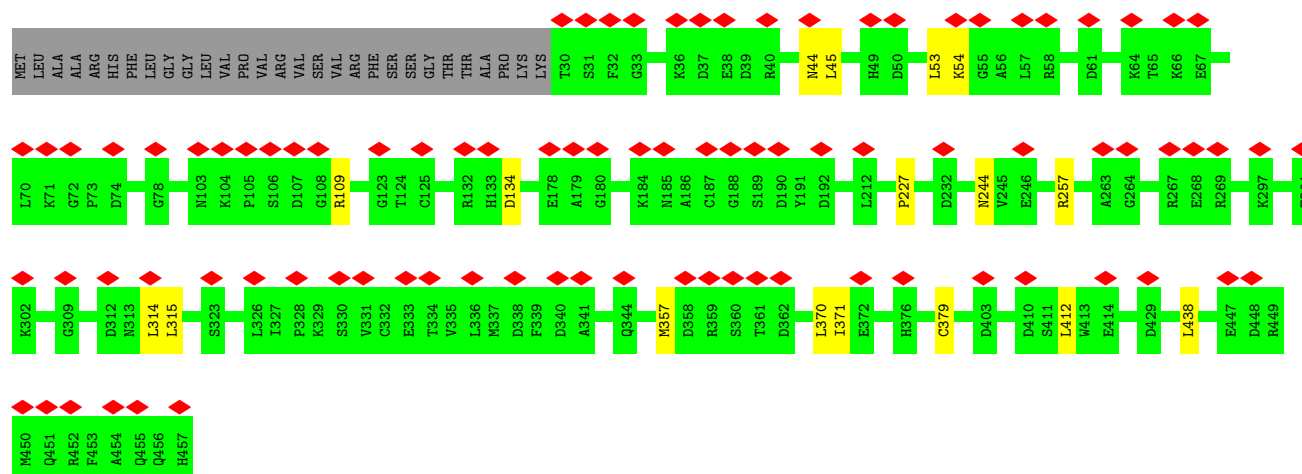 MET LEU ALA ALA ARG HIS PHE LEU GLY GLY LEU VAL PRO VAL ARG VAL SER VAL ARG PHE SER SER GLY THR THR ALA PRO LYS LYS T30 S31 F32 G33 K36 D37 E38 D39 R40 N44 L45 H49 D50 L53 K54 G55 A56 L57 R58 D61 K64 T65 K66 E67
L70 K71 G72 P73 D74 G78 N103 K104 P105 S106 D107 G108 R109 G123 T124 C125 R132 H133 D134 E178 A179 G180 K184 N185 A186 C187 G188 S189 D190 Y191 D192 L212 P227 D232 N244 V245 E246 R257 A263 G264 R267 E268 R269 K297
K302 G309 D312 N313 L314 L315 S323 L326 I327 P328 K329 S330 V331 C332 E333 T334 V335 L336 M337 D338 F339 D340 A341 Q344 M357 D358 R359 S360 T361 D362 L370 I371 E372 H376 C379 D403 D410 S411 L412 W413 E414 D429 L438 E447 D448 R449
M450 Q451 R452 F453 A454 Q455 Q456 H457